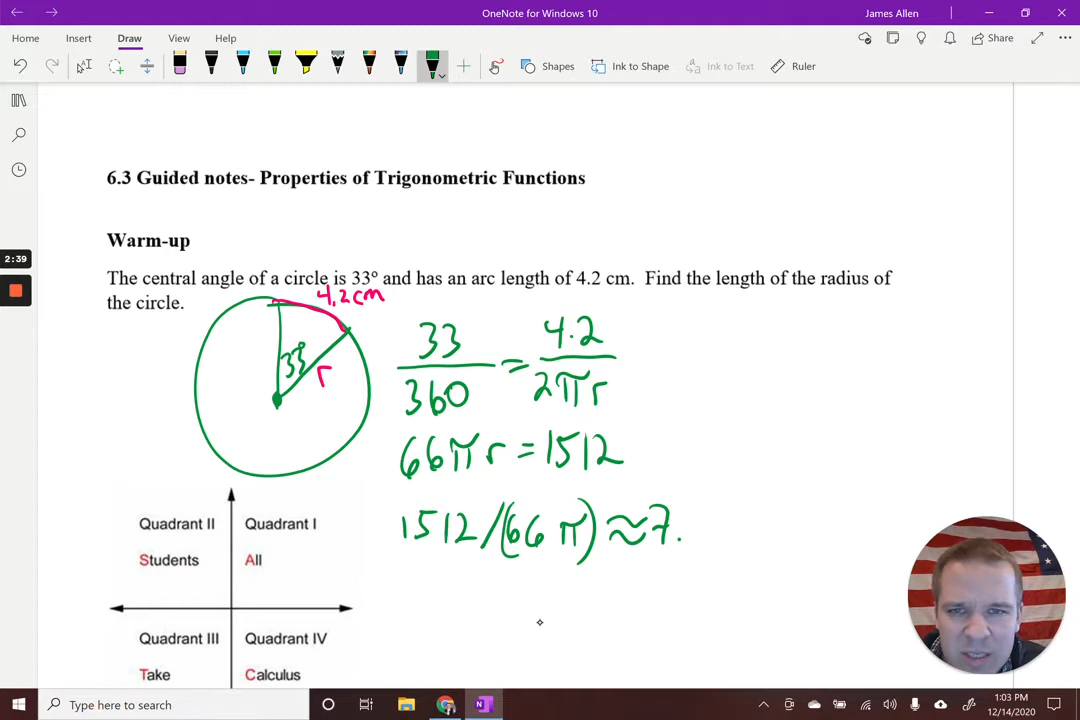 OneNote for Windows 10
James Allen
Home Insert Draw View Help
Share
Shapes Ink to Shape Ink to Text Ruler
2:39
6.3 Guided notes- Properties of Trigonometric Functions
Warm-up
The central angle of a circle is 33° and has an arc length of 4.2 cm. Find the length of the radius of
the circle.
4.2cm
33°
r
33/360 = 4.2/2πr
66πr = 1512
1512/(66π) ≈ 7.
Quadrant II Quadrant I
Students All
Quadrant III Quadrant IV
Take Calculus
Type here to search
1:03 PM
12/14/2020